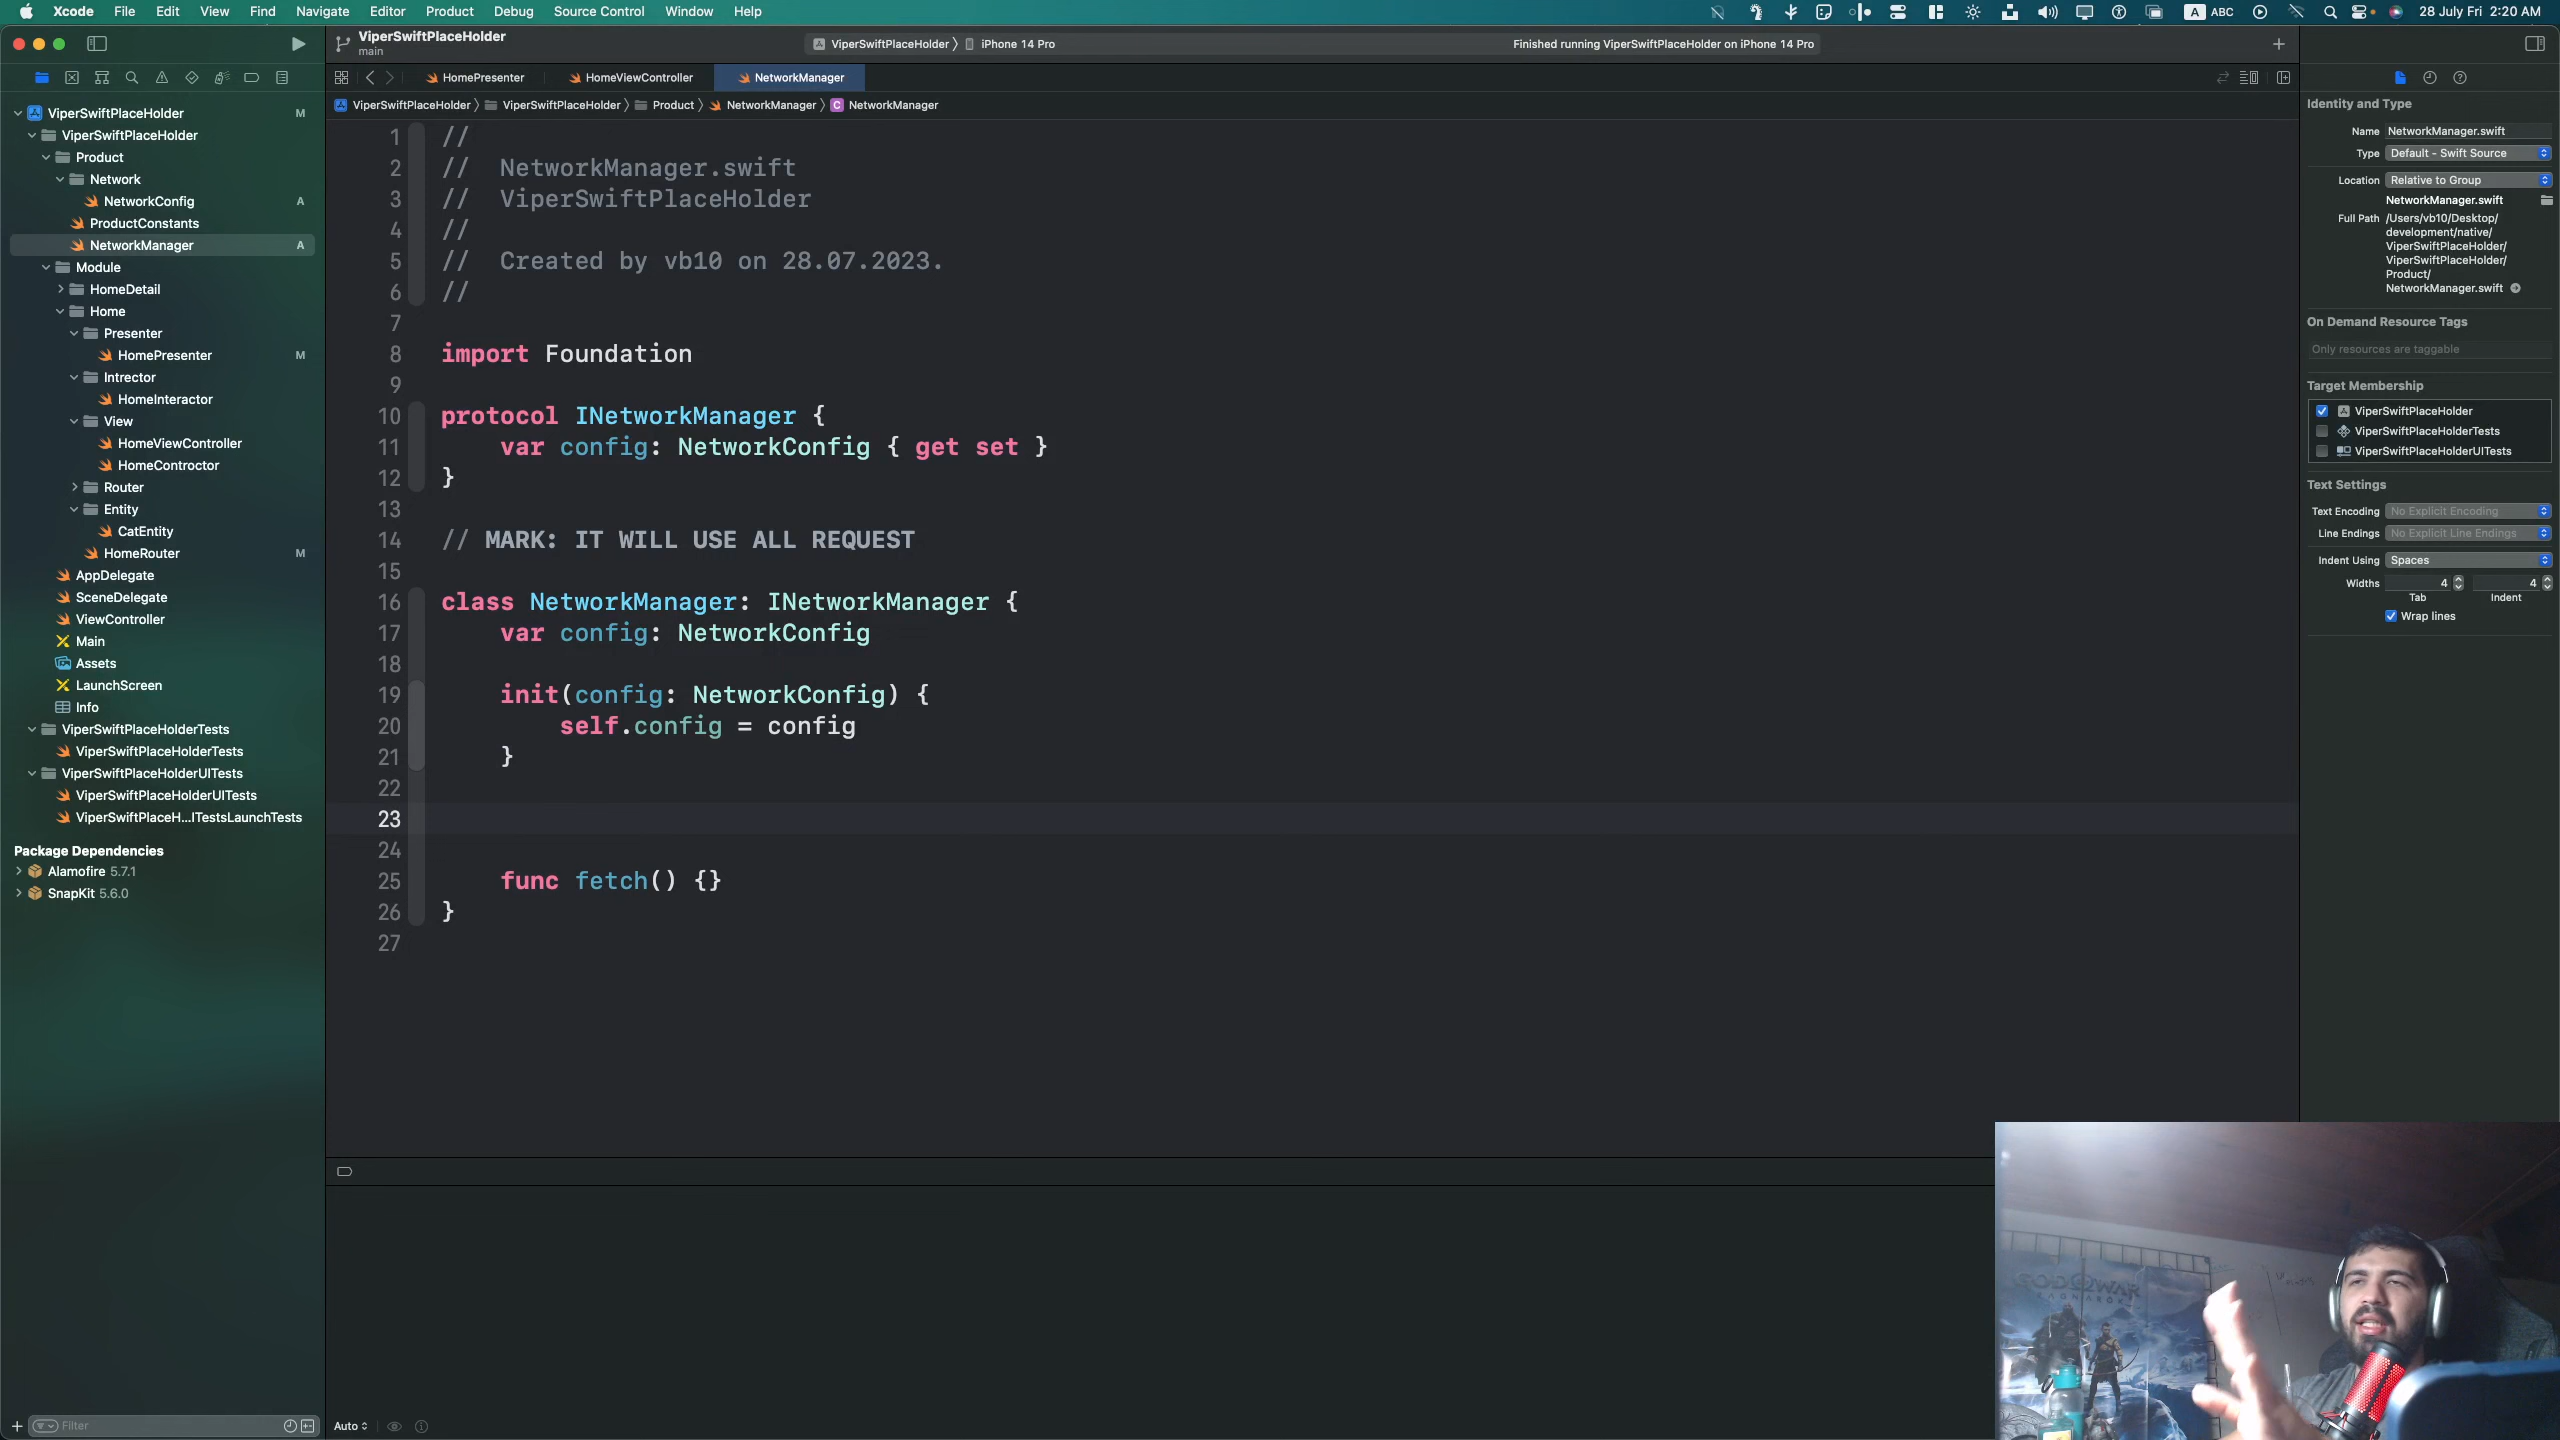 Xcode File Edit View Find Navigate Editor Product Debug Source Control Window Help
A ABC
28 July Fri 2:20 AM
ViperSwiftPlaceHolder
main
ViperSwiftPlaceHolder 〉 iPhone 14 Pro
Finished running ViperSwiftPlaceHolder on iPhone 14 Pro
HomePresenter HomeViewController NetworkManager
ViperSwiftPlaceHolder 〉 ViperSwiftPlaceHolder 〉 Product 〉 NetworkManager 〉 C NetworkManager
ViperSwiftPlaceHolder M
ViperSwiftPlaceHolder
Product
Network
NetworkConfig A
ProductConstants
NetworkManager A
Module
HomeDetail
Home
Presenter
HomePresenter M
Intrector
HomeInteractor
View
HomeViewController
HomeControctor
Router
Entity
CatEntity
HomeRouter M
AppDelegate
SceneDelegate
ViewController
Main
Assets
LaunchScreen
Info
ViperSwiftPlaceHolderTests
ViperSwiftPlaceHolderTests
ViperSwiftPlaceHolderUITests
ViperSwiftPlaceHolderUITests
ViperSwiftPlaceH...ITestsLaunchTests
Package Dependencies
Alamofire 5.7.1
SnapKit 5.6.0
Filter
1 //
2 // NetworkManager.swift
3 // ViperSwiftPlaceHolder
4 //
5 // Created by vb10 on 28.07.2023.
6 //
7
8 import Foundation
9
10 protocol INetworkManager {
11 var config: NetworkConfig { get set }
12 }
13
14 // MARK: IT WILL USE ALL REQUEST
15
16 class NetworkManager: INetworkManager {
17 var config: NetworkConfig
18
19 init(config: NetworkConfig) {
20 self.config = config
21 }
22
23
24
25 func fetch() {}
26 }
27
Auto
Identity and Type
Name NetworkManager.swift
Type Default - Swift Source
Location Relative to Group
NetworkManager.swift
Full Path /Users/vb10/Desktop/
development/native/
ViperSwiftPlaceHolder/
ViperSwiftPlaceHolder/
Product/
NetworkManager.swift
On Demand Resource Tags
Only resources are taggable
Target Membership
ViperSwiftPlaceHolder
ViperSwiftPlaceHolderTests
ViperSwiftPlaceHolderUITests
Text Settings
Text Encoding No Explicit Encoding
Line Endings No Explicit Line Endings
Indent Using Spaces
Widths 4 4
Tab Indent
Wrap lines
GOD OF WAR
RAGNAROK